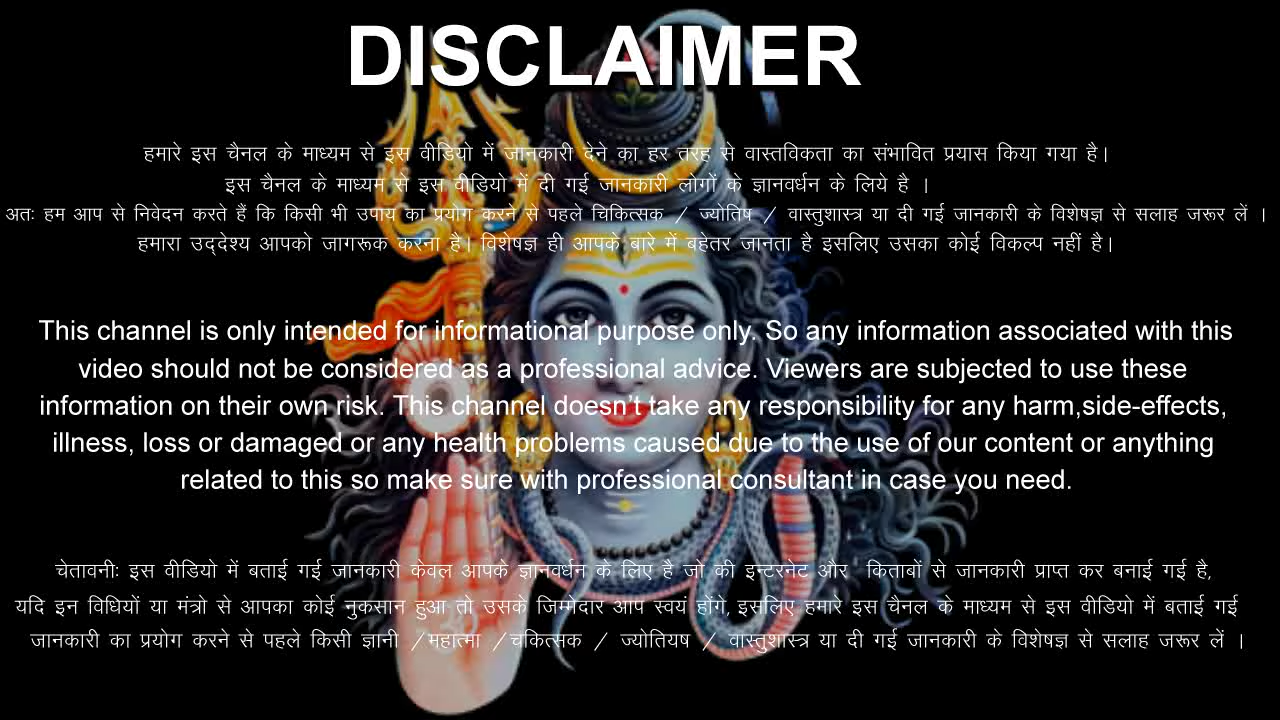 DISCLAIMER
हमारे इस चैनल के माध्यम से इस वीडियो में जानकारी देने का हर तरह से वास्तविकता का संभावित प्रयास किया गया है।
इस चैनल के माध्यम से इस वीडियो में दी गई जानकारी लोगों के ज्ञानवर्धन के लिये है ।
अतः हम आप से निवेदन करते हैं कि किसी भी उपाय का प्रयोग करने से पहले चिकित्सक / ज्योतिष / वास्तुशास्त्र या दी गई जानकारी के विशेषज्ञ से सलाह जरूर लें ।
हमारा उद्देश्य आपको जागरूक करना है। विशेषज्ञ ही आपके बारे में बहेतर जानता है इसलिए उसका कोई विकल्प नहीं है।
This channel is only intended for informational purpose only. So any information associated with this
video should not be considered as a professional advice. Viewers are subjected to use these
information on their own risk. This channel doesn't take any responsibility for any harm,side-effects,
illness, loss or damaged or any health problems caused due to the use of our content or anything
related to this so make sure with professional consultant in case you need.
चेतावनीः इस वीडियो में बताई गई जानकारी केवल आपके ज्ञानवर्धन के लिए है जो की इन्टरनेट और किताबों से जानकारी प्राप्त कर बनाई गई है,
यदि इन विधियों या मंत्रो से आपका कोई नुकसान हुआ तो उसके जिम्मेदार आप स्वयं होंगे, इसलिए हमारे इस चैनल के माध्यम से इस वीडियो में बताई गई
जानकारी का प्रयोग करने से पहले किसी ज्ञानी /महात्मा /चकित्सक / ज्योतियष / वास्तुशास्त्र या दी गई जानकारी के विशेषज्ञ से सलाह जरूर लें ।